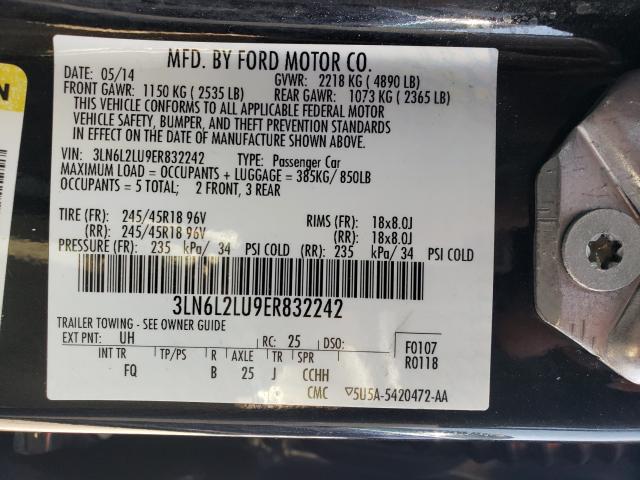 MFD. BY FORD MOTOR CO.
DATE: 05/14 GVWR: 2218 KG ( 4890 LB)
FRONT GAWR: 1150 KG ( 2535 LB) REAR GAWR: 1073 KG ( 2365 LB)
THIS VEHICLE CONFORMS TO ALL APPLICABLE FEDERAL MOTOR
VEHICLE SAFETY, BUMPER, AND THEFT PREVENTION STANDARDS
IN EFFECT ON THE DATE OF MANUFACTURE SHOWN ABOVE.
VIN: 3LN6L2LU9ER832242 TYPE: Passenger Car
MAXIMUM LOAD = OCCUPANTS + LUGGAGE = 385KG/ 850LB
OCCUPANTS = 5 TOTAL; 2 FRONT, 3 REAR
TIRE (FR): 245/45R18 96V RIMS (FR): 18x8.0J
(RR): 245/45R18 96V (RR): 18x8.0J
PRESSURE (FR): 235 kPa/ 34 PSI COLD (RR): 235 kPa/ 34 PSI COLD
3LN6L2LU9ER832242
TRAILER TOWING - SEE OWNER GUIDE
EXT PNT: UH RC: 25 DSO: F0107
INT TR TP/PS R AXLE TR SPR R0118
FQ B 25 J CCHH
CMC ▽5U5A-5420472-AA